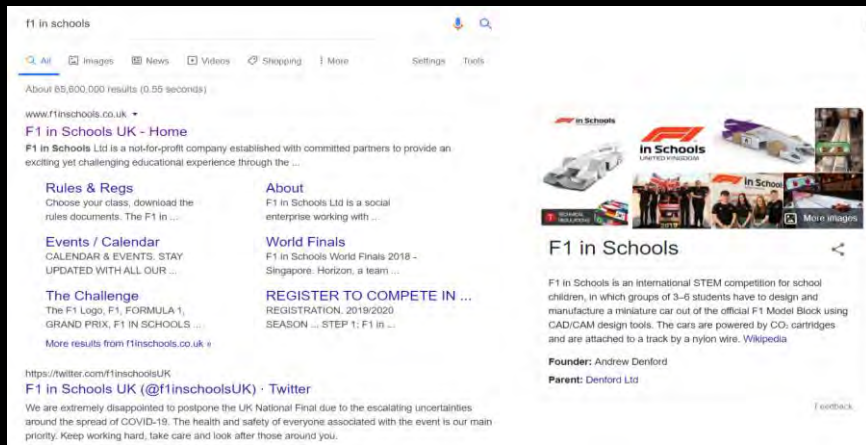 f1 in schools
All Images News Videos Shopping More Settings Tools
About 65,600,000 results (0.55 seconds)
www.f1inschools.co.uk
F1 in Schools UK - Home
F1 in Schools Ltd is a not-for-profit company established with committed partners to provide an
exciting yet challenging educational experience through the ...
Rules & Regs
Choose your class, download the
rules documents. The F1 in ...
About
F1 in Schools Ltd is a social
enterprise working with ...
Events / Calendar
CALENDAR & EVENTS. STAY
UPDATED WITH ALL OUR ...
World Finals
F1 in Schools World Finals 2018 -
Singapore. Horizon, a team ...
The Challenge
The F1 Logo, F1, FORMULA 1,
GRAND PRIX, F1 IN SCHOOLS ...
REGISTER TO COMPETE IN ...
REGISTRATION. 2019/2020
SEASON ... STEP 1: F1 in ...
More results from f1inschools.co.uk »
https://twitter.com/f1inschoolsUK
F1 in Schools UK (@f1inschoolsUK) · Twitter
We are extremely disappointed to postpone the UK National Final due to the escalating uncertainties
around the spread of COVID-19. The health and safety of everyone associated with the event is our main
priority. Keep working hard, take care and look after those around you.
in Schools
in Schools
UNITED KINGDOM
in Schools
More images
F1 in Schools
F1 in Schools is an international STEM competition for school
children, in which groups of 3–6 students have to design and
manufacture a miniature car out of the official F1 Model Block using
CAD/CAM design tools. The cars are powered by CO₂ cartridges
and are attached to a track by a nylon wire. Wikipedia
Founder: Andrew Denford
Parent: Denford Ltd
Feedback